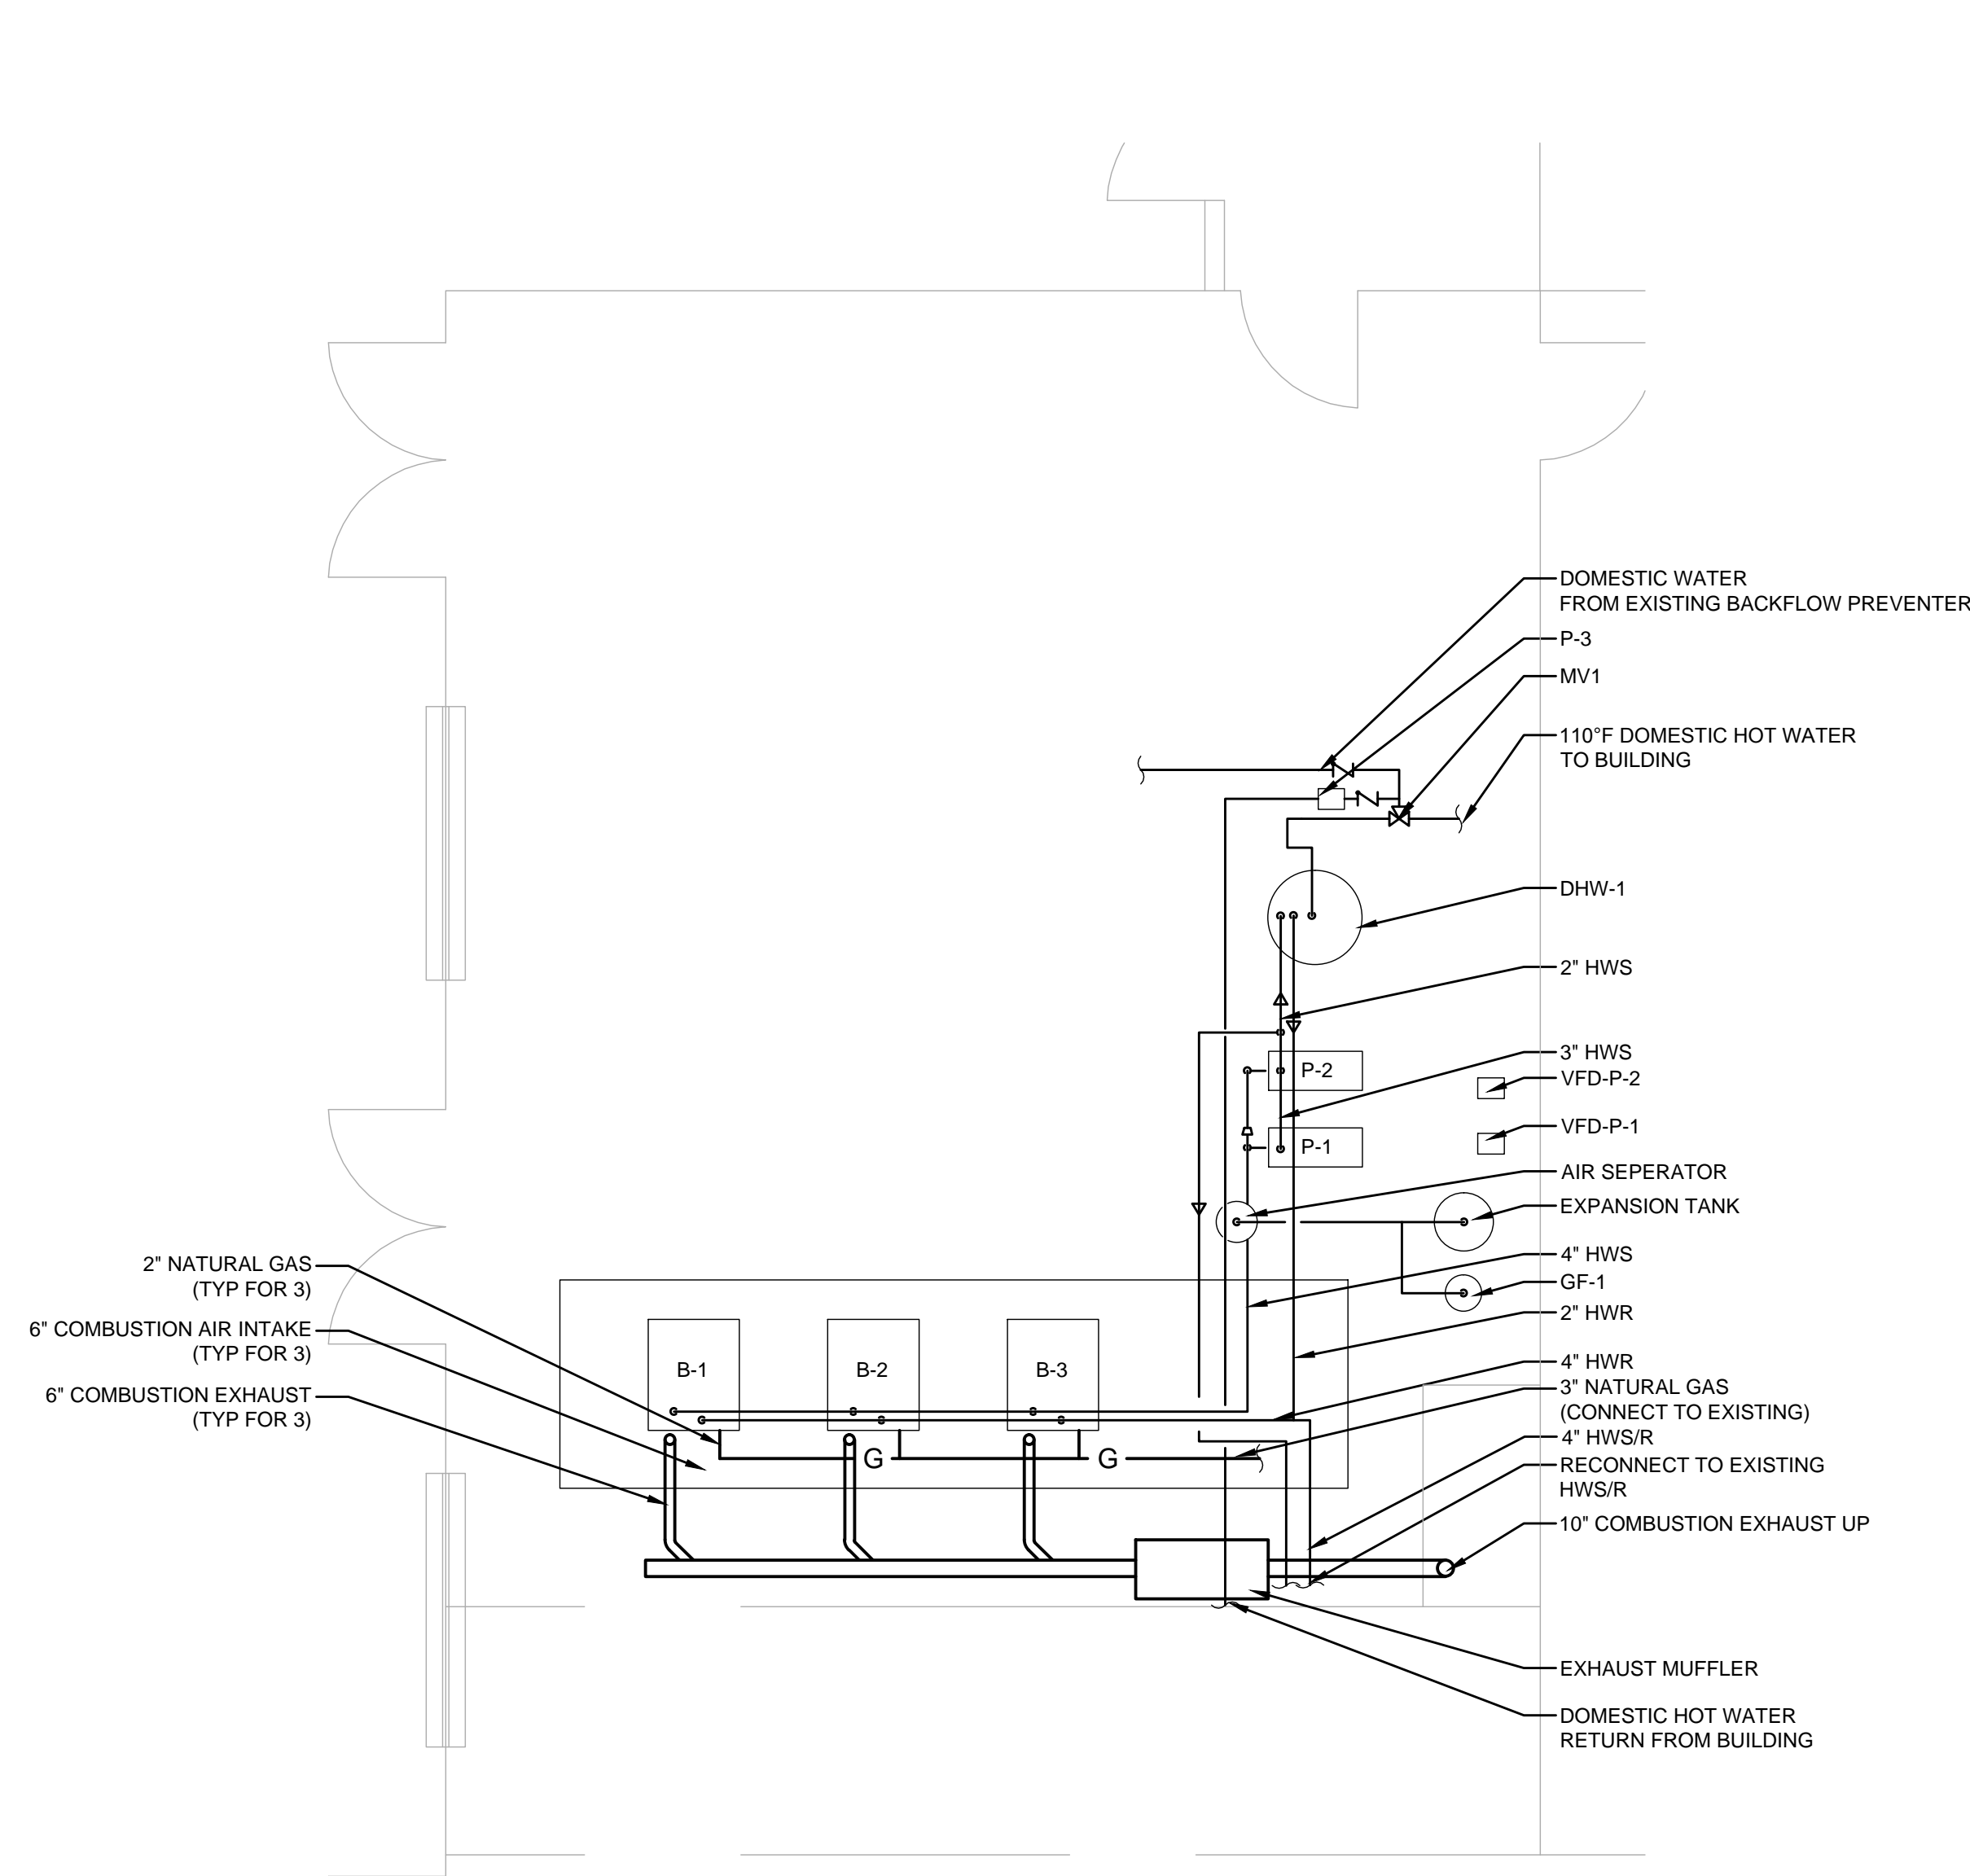 DOMESTIC WATER
FROM EXISTING BACKFLOW PREVENTER
P-3
MV1
110°F DOMESTIC HOT WATER
TO BUILDING
DHW-1
2" HWS
P-2
3" HWS
VFD-P-2
P-1
VFD-P-1
AIR SEPERATOR
EXPANSION TANK
4" HWS
GF-1
2" HWR
2" NATURAL GAS
(TYP FOR 3)
6" COMBUSTION AIR INTAKE
(TYP FOR 3)
6" COMBUSTION EXHAUST
(TYP FOR 3)
B-1
B-2
B-3
G
G
4" HWR
3" NATURAL GAS
(CONNECT TO EXISTING)
4" HWS/R
RECONNECT TO EXISTING
HWS/R
10" COMBUSTION EXHAUST UP
EXHAUST MUFFLER
DOMESTIC HOT WATER
RETURN FROM BUILDING